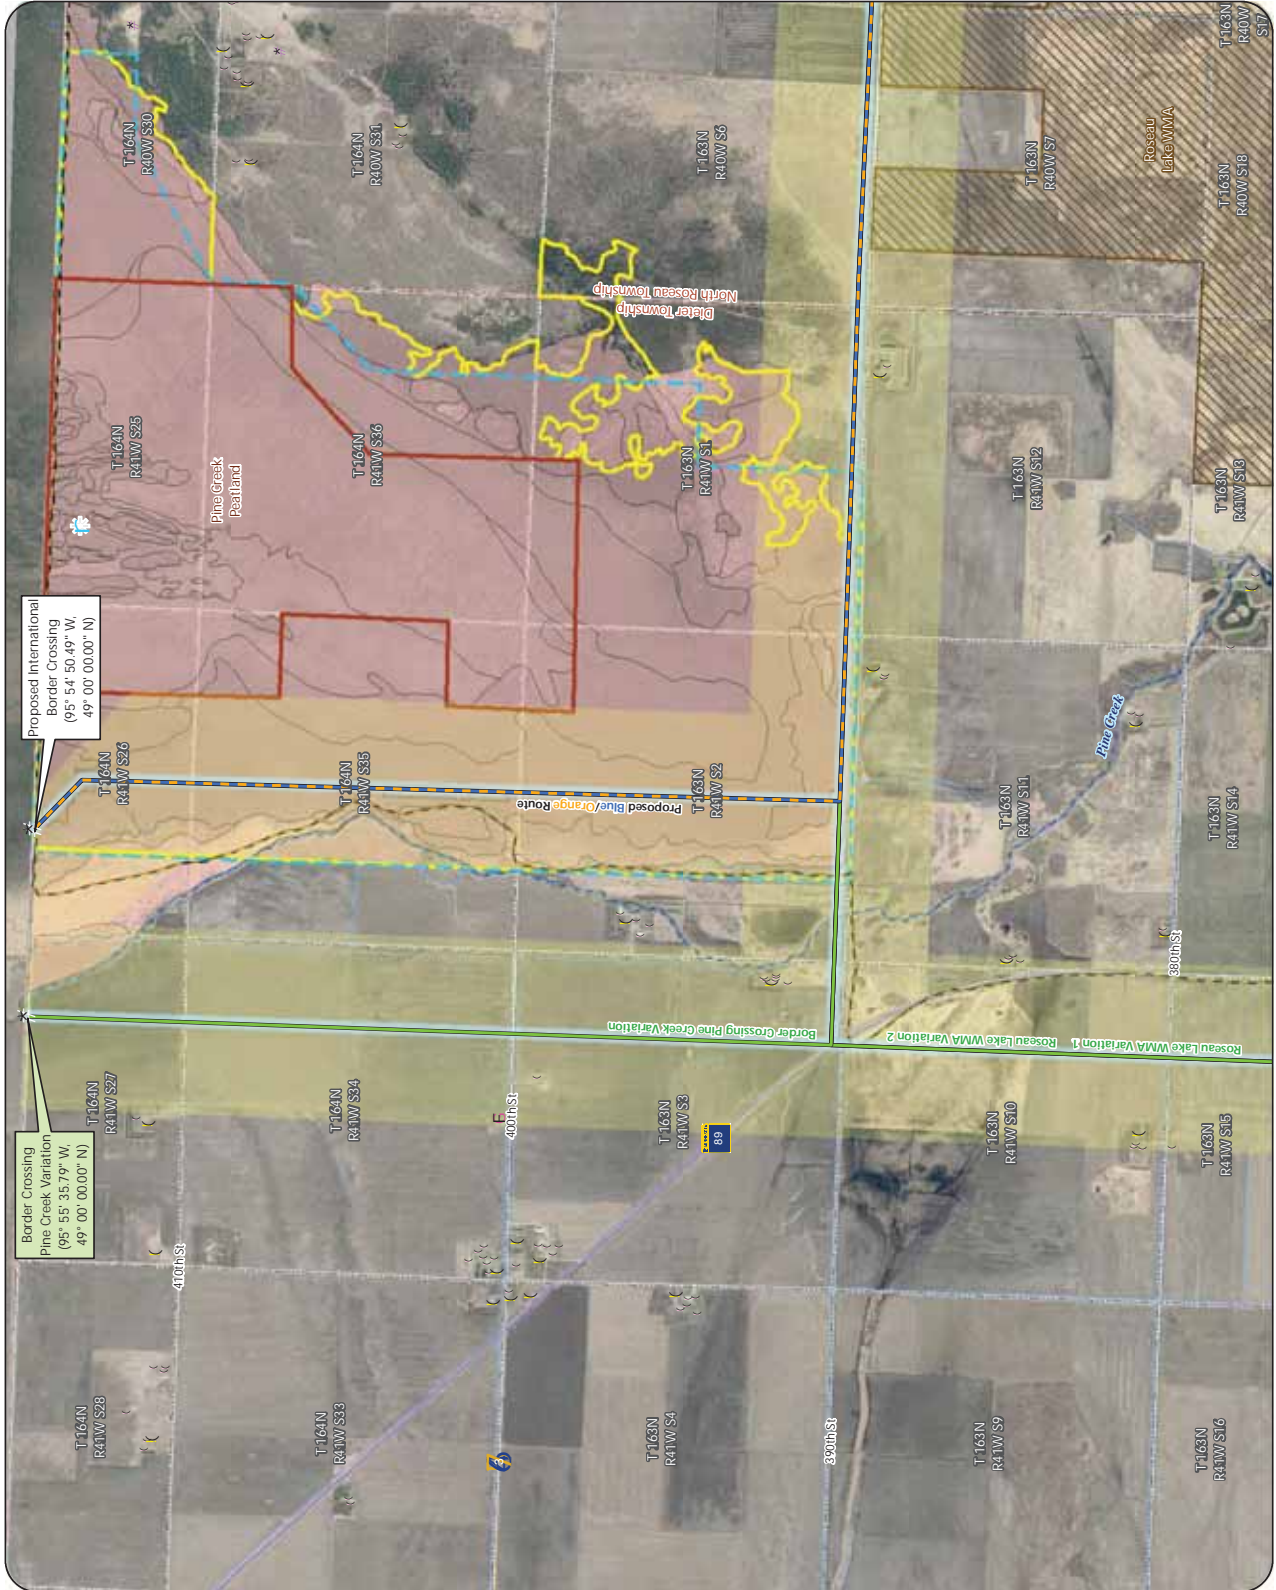 Proposed International
Border Crossing
(95° 54' 50.49" W,
49° 00' 00.00" N)
Border Crossing
Pine Creek Variation
(95° 55' 35.79" W,
49° 00' 00.00" N)
T 164N
R41W S28
T 164N
R41W S27
T 164N
R41W S26
T 164N
R41W S25
T 164N
R40W S30
410th St
Pine Creek
Peatland
T 164N
R41W S33
T 164N
R41W S34
T 164N
R41W S35
T 164N
R41W S36
T 164N
R40W S31
400th St
Proposed Blue/Orange Route
North Roseau Township
Dieter Township
Border Crossing Pine Creek Variation
T 163N
R41W S4
T 163N
R41W S3
T 163N
R41W S2
T 163N
R41W S1
T 163N
R40W S6
89
390th St
Roseau Lake WMA Variation 2
Roseau Lake WMA Variation 1
T 163N
R41W S9
T 163N
R41W S10
T 163N
R41W S11
T 163N
R41W S12
T 163N
R40W S7
Pine Creek
Roseau
Lake WMA
380th St
T 163N
R41W S16
T 163N
R41W S15
T 163N
R41W S14
T 163N
R41W S13
T 163N
R40W S18
T 163N
R40W
S17